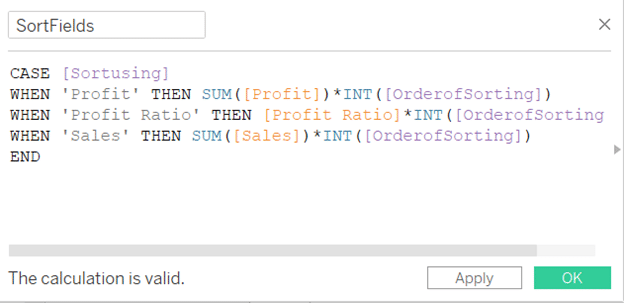 SortFields
CASE [Sortusing]
WHEN 'Profit' THEN SUM([Profit])*INT([OrderofSorting])
WHEN 'Profit Ratio' THEN [Profit Ratio]*INT([OrderofSorting
WHEN 'Sales' THEN SUM([Sales])*INT([OrderofSorting])
END
The calculation is valid.
Apply
OK